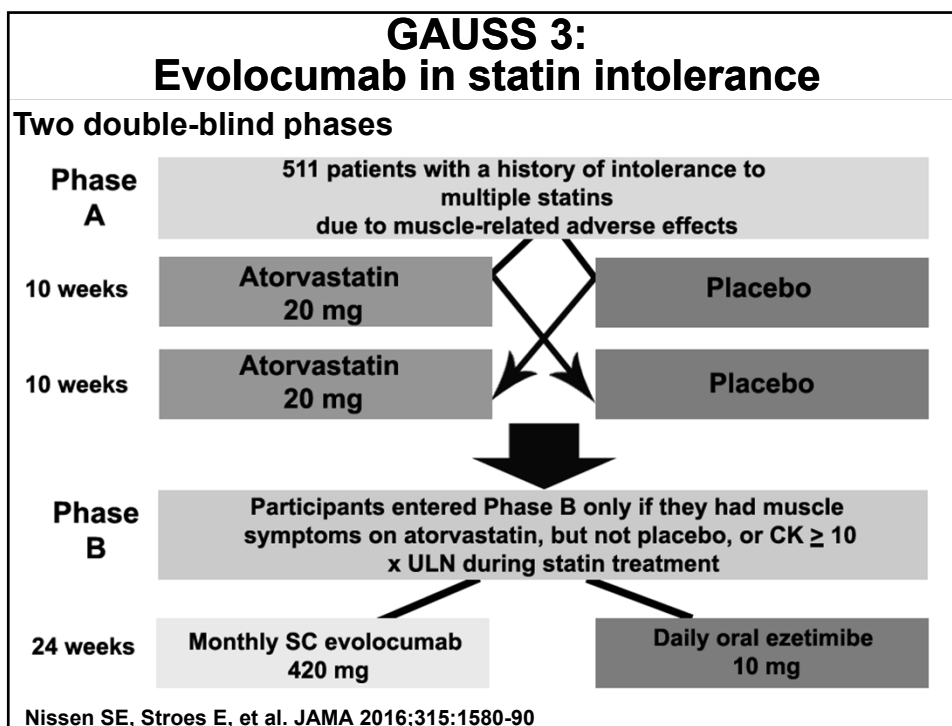 GAUSS 3:
Evolocumab in statin intolerance
Two double-blind phases
Phase
A
511 patients with a history of intolerance to
multiple statins
due to muscle-related adverse effects
10 weeks
Atorvastatin
20 mg
Placebo
10 weeks
Atorvastatin
20 mg
Placebo
Phase
B
Participants entered Phase B only if they had muscle
symptoms on atorvastatin, but not placebo, or CK ≥ 10
x ULN during statin treatment
24 weeks
Monthly SC evolocumab
420 mg
Daily oral ezetimibe
10 mg
Nissen SE, Stroes E, et al. JAMA 2016;315:1580-90